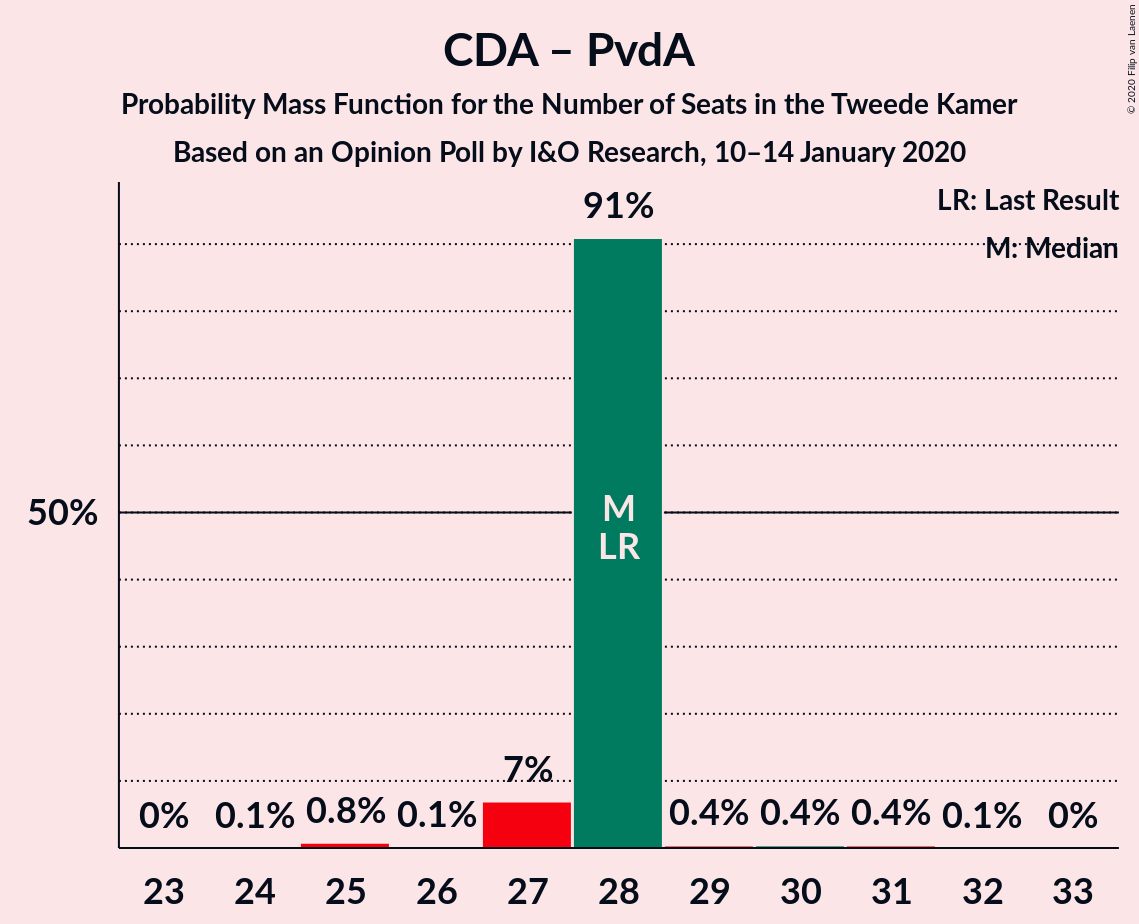 CDA – PvdA
Probability Mass Function for the Number of Seats in the Tweede Kamer
Based on an Opinion Poll by I&O Research, 10–14 January 2020
© 2020 Filip van Laenen
LR: Last Result
M: Median
91%
50%
M
LR
7%
0% 0.1% 0.8% 0.1% 0.4% 0.4% 0.4% 0.1% 0%
23 24 25 26 27 28 29 30 31 32 33